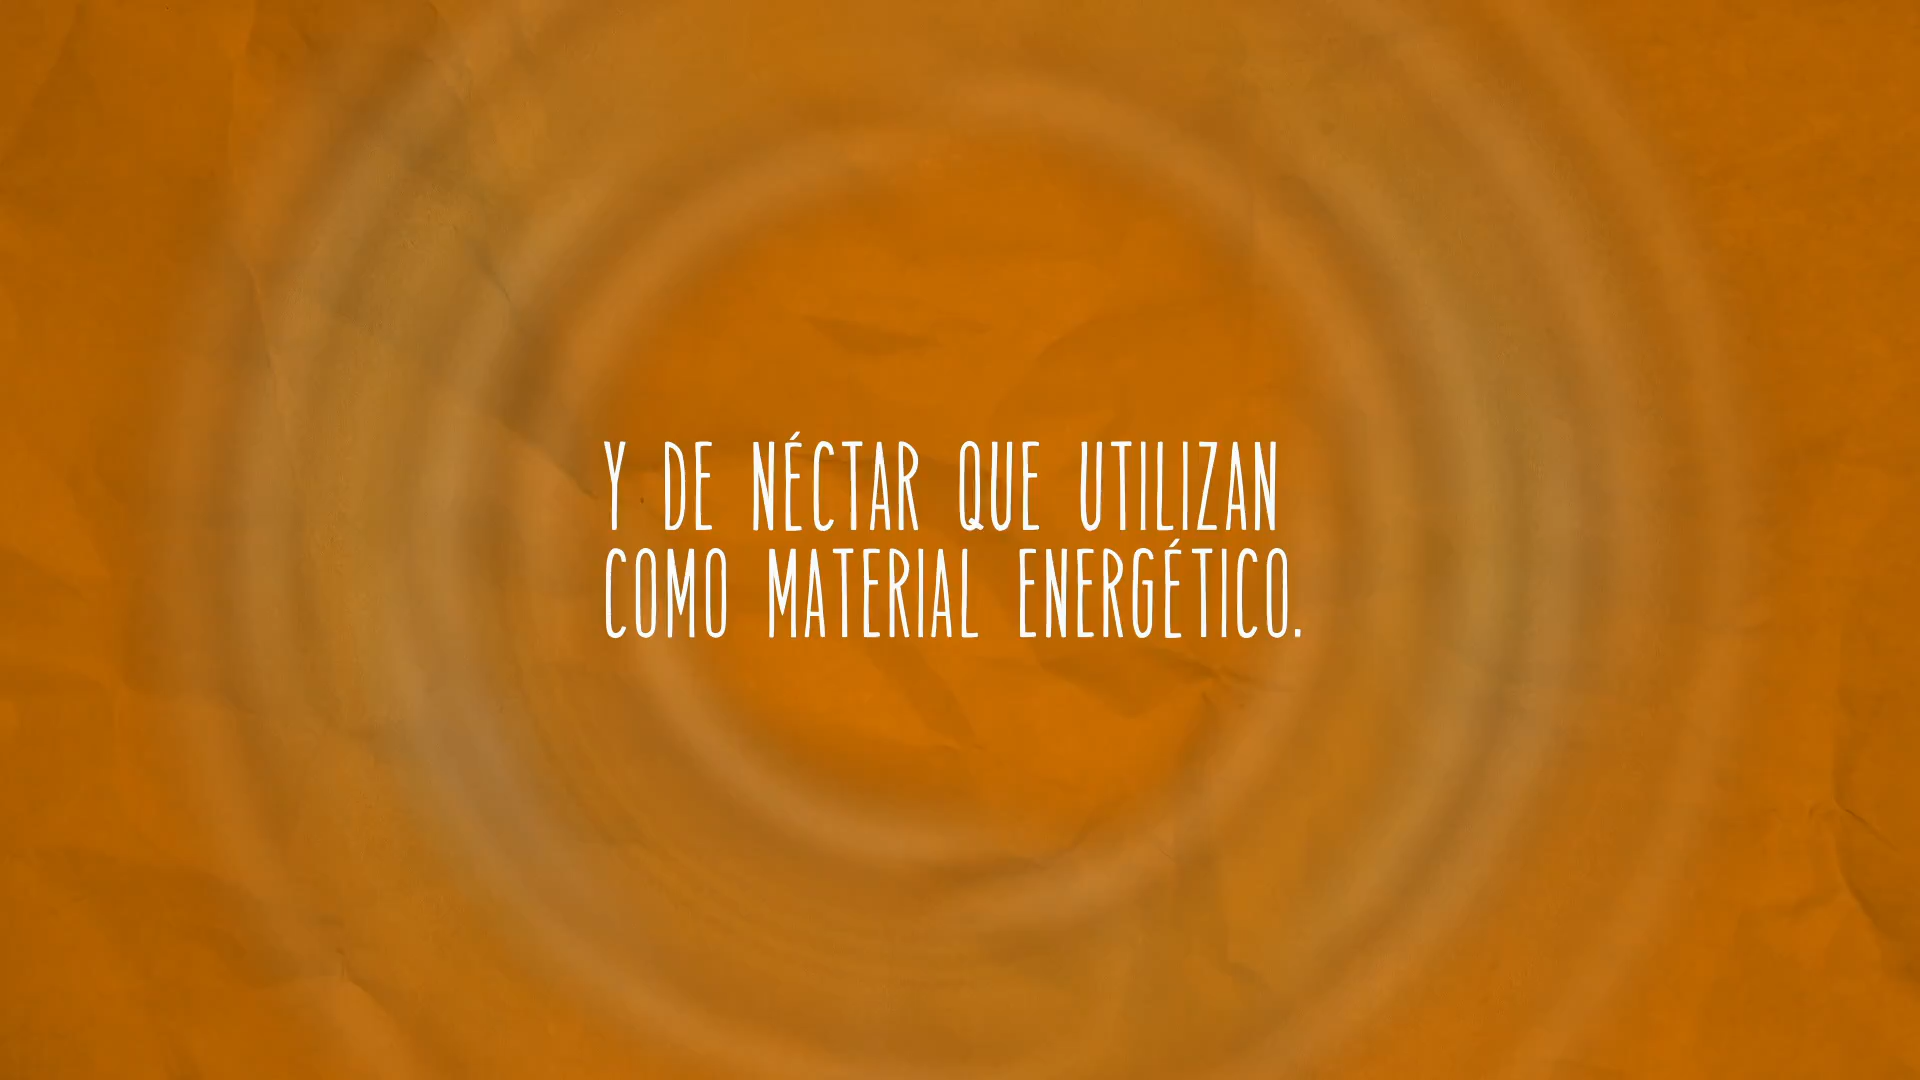 Y DE NÉCTAR QUE UTILIZAN
COMO MATERIAL ENERGÉTICO.